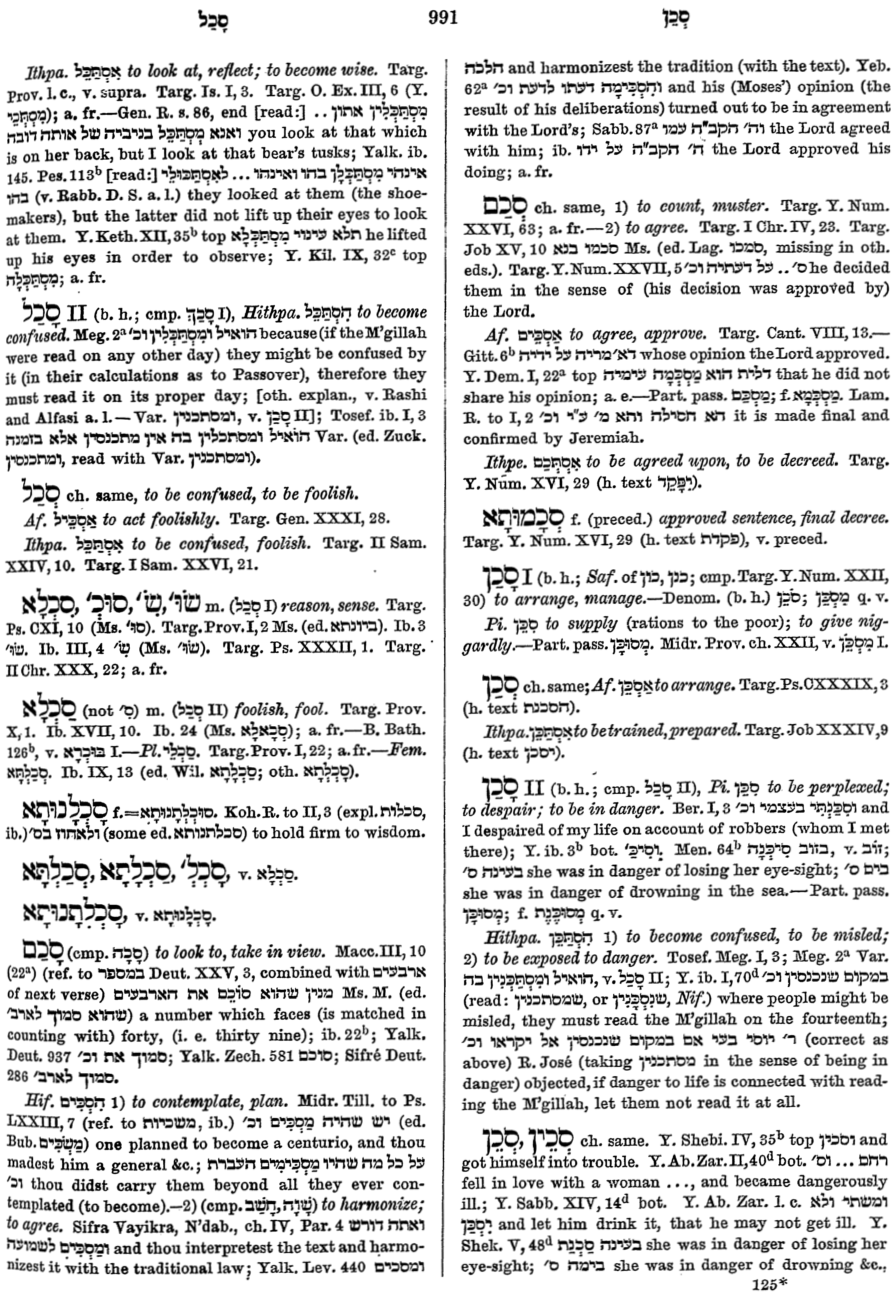 סָכַל 991 סָכַן
Ithpa. אִסְתַּכֵּל to look at, reflect; to become wise. Targ.
Prov. l. c., v. supra. Targ. Is. I, 3. Targ. O. Ex. III, 6 (Y.
מִסְתְּכֵי); a. fr.—Gen. R. s. 86, end [read:] .. מִסְתַּכְּלִין אתון
ואנא מִסְתַּכֵּל בניביה של אותה דובה you look at that which
is on her back, but I look at that bear's tusks; Yalk. ib.
145. Pes. 113b [read:] אינהי מִסְתַּכְּלָן בהו ואינהו ... לאִסְתַּכּוּלֵי
בהו (v. Rabb. D. S. a. l.) they looked at them (the shoe-
makers), but the latter did not lift up their eyes to look
at them. Y. Keth. XII, 35b top תלא עינוי מִסְתַּכְּלָא he lifted
up his eyes in order to observe; Y. Kil. IX, 32c top
מִסְתַּכְּלָה; a. fr.
סָכַל II (b. h.; cmp. סָבַךְ I), Hithpa. הִסְתַּכֵּל to become
confused. Meg. 2a הואיל ומִסְתַּכְּלִין וכ' because (if the M'gillah
were read on any other day) they might be confused by
it (in their calculations as to Passover), therefore they
must read it on its proper day; [oth. explan., v. Rashi
and Alfasi a. l.—Var. ומסתכנין, v. סָכַן II]; Tosef. ib. I, 3
הואיל ומסתכלין בה אין מתכנסין אלא בזמנה Var. (ed. Zuck.
ומתכנסין, read with Var. ומסתכנין).
סְכַל ch. same, to be confused, to be foolish.
Af. אַסְכֵּיל to act foolishly. Targ. Gen. XXXI, 28.
Ithpa. אִסְתַּכֵּל to be confused, foolish. Targ. II Sam.
XXIV, 10. Targ. I Sam. XXVI, 21.
סָכְלָא, סוּכְ', שָׂ', שׂוּ' m. (סְכַל I) reason, sense. Targ.
Ps. CXI, 10 (Ms. סוּ'). Targ. Prov. I, 2 Ms. (ed. ביונתא). Ib. 3
שׂוּ'. Ib. III, 4 שָׂ' (Ms. שׂוּ'). Targ. Ps. XXXII, 1. Targ.
II Chr. XXX, 22; a. fr.
סַכְלָא (not ס') m. (סְכַל II) foolish, fool. Targ. Prov.
X, 1. Ib. XVII, 10. Ib. 24 (Ms. סָכְאלָא); a. fr.—B. Bath.
126b, v. בּוּכְרָא I.—Pl. סַכְלֵי. Targ. Prov. I, 22; a. fr.—Fem.
סְכַלְתָּא. Ib. IX, 13 (ed. Wil. סָכְלָתָא; oth. סָכְלְתָא).
סָכְלָנוּתָא f.=סוּכְלְתָנוּתָא. Koh. R. to II, 3 (expl. סכלות,
ib.) ולאחוז בס' (some ed. סכלתנותא) to hold firm to wisdom.
סְכַלְתָּא, סַכְלָתָא, סָכְלְ', v. סַכְלָא.
סָכְלְתָנוּתָא, v. סָכְלָנוּתָא.
סָכַם (cmp. סָכָה) to look to, take in view. Macc. III, 10
(22a) (ref. to במספר Deut. XXV, 3, combined with ארבעים
of next verse) מנין שהוא סוֹכֵם את הארבעים Ms. M. (ed.
שהוא סמוך לארב') a number which faces (is matched in
counting with) forty, (i. e. thirty nine); ib. 22b; Yalk.
Deut. 937 סמוך את וכ'; Yalk. Zech. 581 סוכם; Sifré Deut.
286 סמוך לארב'.
Hif. הִסְכִּים 1) to contemplate, plan. Midr. Till. to Ps.
LXXIII, 7 (ref. to משכיות, ib.) יש שהיה מַסְכִּים וכ' (ed.
Bub. מַשְׂכִּים) one planned to become a centurio, and thou
madest him a general &c.; על כל מה שהיו מַסְכִּימִים העברת
וכ' thou didst carry them beyond all they ever con-
templated (to become).—2) (cmp. שָׁוָה, חָשַׁב) to harmonize;
to agree. Sifra Vayikra, N'dab., ch. IV, Par. 4 ואתה דורש
ומַסְכִּים לשמועה and thou interpretest the text and harmo-
nizest it with the traditional law; Yalk. Lev. 440 ומסכים
הלכה and harmonizest the tradition (with the text). Yeb.
62a והִסְכִּימָה דעתו לדעת וכ' and his (Moses') opinion (the
result of his deliberations) turned out to be in agreement
with the Lord's; Sabb. 87a וה' הקב"ה עמו the Lord agreed
with him; ib. ה' הקב"ה על ידו the Lord approved his
doing; a. fr.
סְכַם ch. same, 1) to count, muster. Targ. Y. Num.
XXVI, 63; a. fr.—2) to agree. Targ. I Chr. IV, 23. Targ.
Job XV, 10 סכמו בנא Ms. (ed. Lag. סמכו, missing in oth.
eds.). Targ. Y. Num. XXVII, 5 ס' .. על דעתיה וכ' he decided
them in the sense of (his decision was approved by)
the Lord.
Af. אַסְכִּים to agree, approve. Targ. Cant. VIII, 13.—
Gitt. 6b דא' מריה על ידיה whose opinion the Lord approved.
Y. Dem. I, 22a top דלית הוא מַסְכְּמָה עימיה that he did not
share his opinion; a. e.—Part. pass. מַסְכַּם; f. מַסְכְּמָא. Lam.
R. to I, 2 הא חסילה והא מ' ע"י וכ' it is made final and
confirmed by Jeremiah.
Ithpe. אִסְתְּכַם to be agreed upon, to be decreed. Targ.
Y. Num. XVI, 29 (h. text יִפָּקֵד).
סְכָמוּתָא f. (preced.) approved sentence, final decree.
Targ. Y. Num. XVI, 29 (h. text פקדת), v. preced.
סָכַן I (b. h.; Saf. of כון, כנן; cmp. Targ. Y. Num. XXII,
30) to arrange, manage.—Denom. (b. h.) סֹכֵן; מִסְכֵּן q. v.
Pi. סִכֵּן to supply (rations to the poor); to give nig-
gardly.—Part. pass. מְסוּכָּן. Midr. Prov. ch. XXII, v. מִסְכֵּן I.
סְכַן ch. same; Af. אַסְכֵּן to arrange. Targ. Ps. CXXXIX, 3
(h. text הסכנת).
Ithpa. אִסְתַּכֵּן to be trained, prepared. Targ. Job XXXIV, 9
(h. text יסכן).
סָכַן II (b. h.; cmp. סָכַל II), Pi. סִכֵּן to be perplexed;
to despair; to be in danger. Ber. I, 3 וסִכַּנְתִּי בעצמי וכ' and
I despaired of my life on account of robbers (whom I met
there); Y. ib. 3b bot. וְסִיכַּ'. Men. 64b בזוב סִיכְּנָה, v. זוֹב;
ס' בעינה she was in danger of losing her eye-sight; ס' בים
she was in danger of drowning in the sea.—Part. pass.
מְסוּכָּן; f. מְסוּכֶּנֶת q. v.
Hithpa. הִסְתַּכֵּן 1) to become confused, to be misled;
2) to be exposed to danger. Tosef. Meg. I, 3; Meg. 2a Var.
הואיל ומִסְתַּכְּנִין בה, v. סָכַל II; Y. ib. I, 70d במקום שנכנסין וכ'
(read: שמסתכנין, or שנִסְכָּנִין, Nif.) where people might be
misled, they must read the M'gillah on the fourteenth;
ר' יוסי בעי אם במקום שנכנסין אל יקראו וכ' (correct as
above) R. José (taking מסתכנין in the sense of being in
danger) objected, if danger to life is connected with read-
ing the M'gillah, let them not read it at all.
סְכֵין, סְכֵן ch. same. Y. Shebi. IV, 35b top וסכין and
got himself into trouble. Y. Ab. Zar. II, 40d bot. רחם ... וס'
fell in love with a woman ..., and became dangerously
ill.; Y. Sabb. XIV, 14d bot. Y. Ab. Zar. l. c. ומשתי ולא
יִסְכֵּן and let him drink it, that he may not get ill. Y.
Shek. V, 48d בעינה סַכְנַת she was in danger of losing her
eye-sight; ס' בימה she was in danger of drowning &c.,
125*